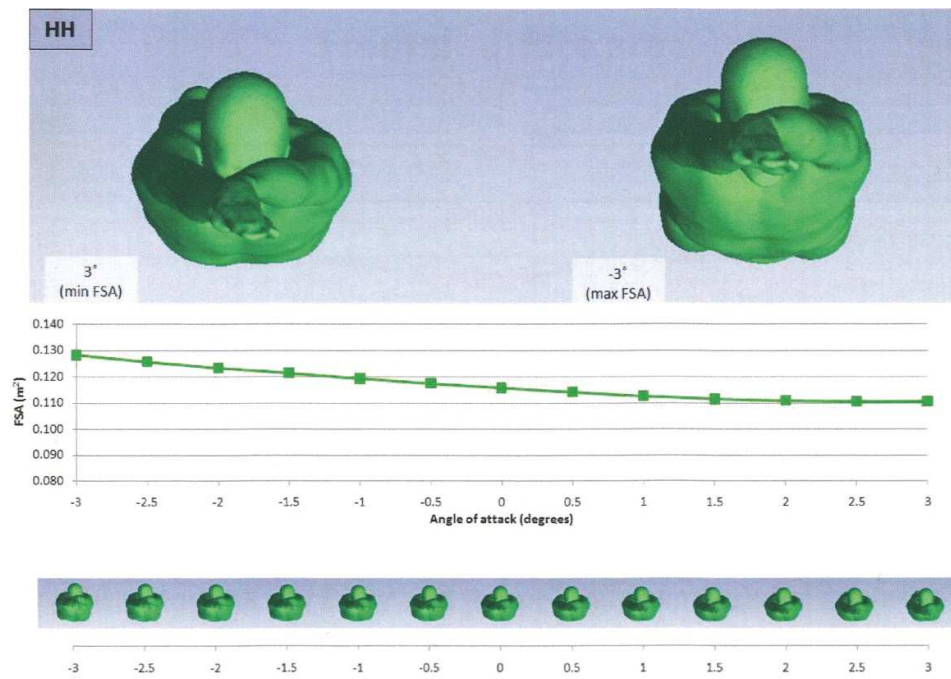 HH
3°
(min FSA)
-3°
(max FSA)
0.140
0.130
0.120
0.110
0.100
0.090
0.080
FSA (m²)
-3 -2.5 -2 -1.5 -1 -0.5 0 0.5 1 1.5 2 2.5 3
Angle of attack (degrees)
-3 -2.5 -2 -1.5 -1 -0.5 0 0.5 1 1.5 2 2.5 3